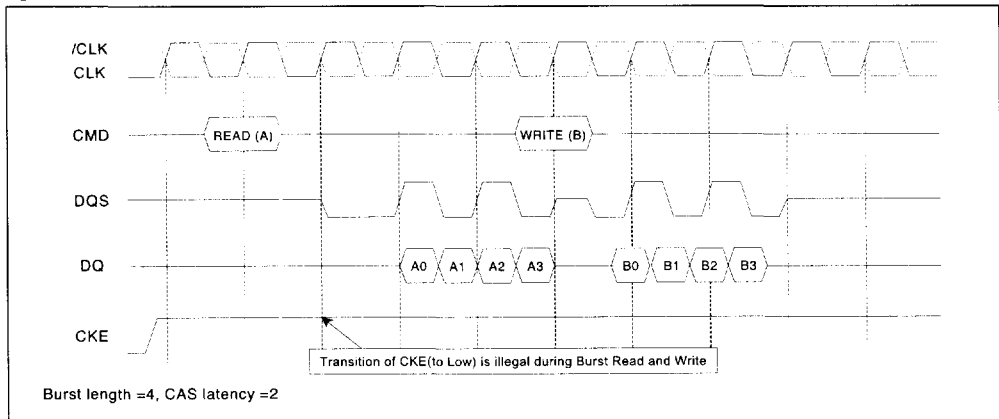 /CLK
CLK
CMD READ (A) WRITE (B)
DQS
DQ A0 A1 A2 A3 B0 B1 B2 B3
CKE
Transition of CKE(to Low) is illegal during Burst Read and Write
Burst length =4, CAS latency =2